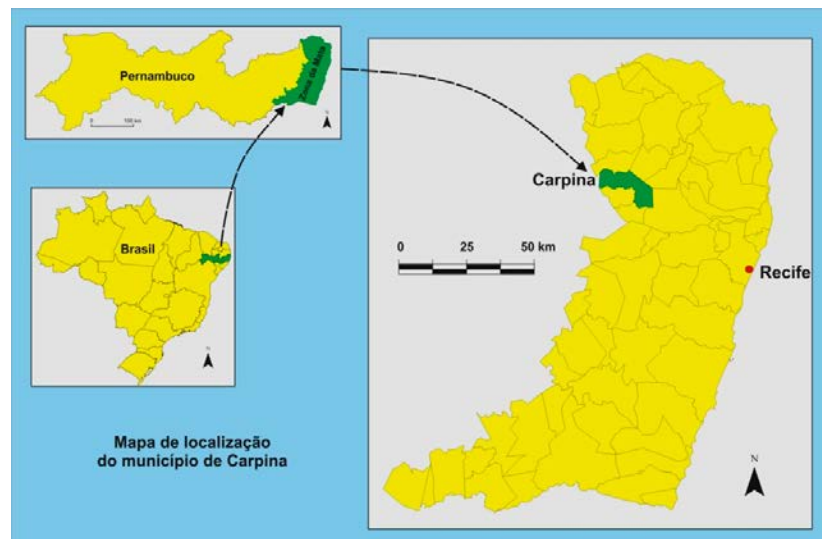 Pernambuco
Zona da Mata
0 100 km
N
Brasil
N
Mapa de localização
do município de Carpina
Carpina
0 25 50 km
Recife
N